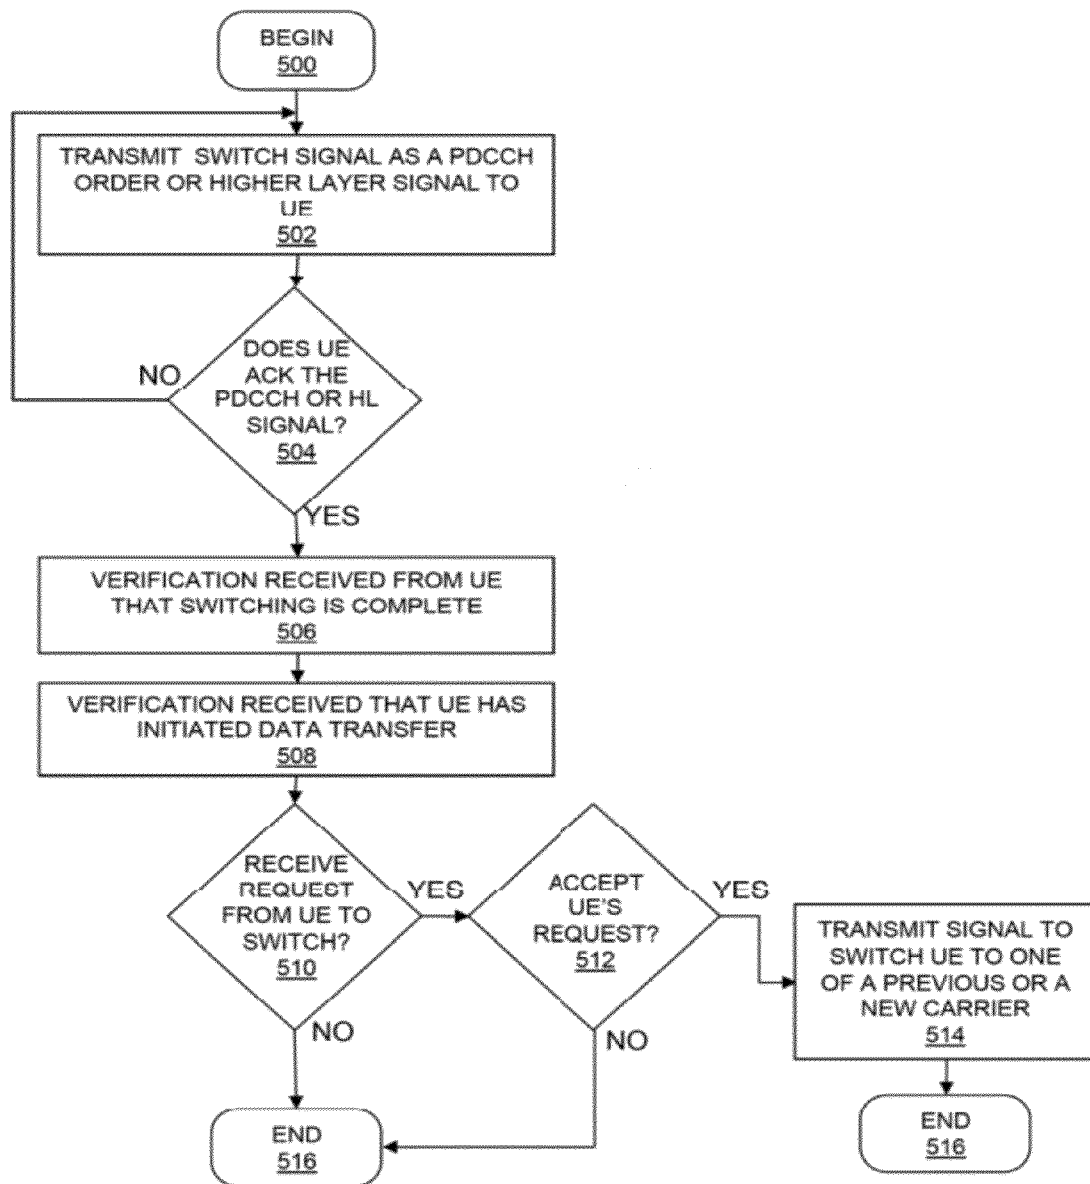 BEGIN
500
TRANSMIT SWITCH SIGNAL AS A PDCCH
ORDER OR HIGHER LAYER SIGNAL TO
UE
502
DOES UE
ACK THE
PDCCH OR HL
SIGNAL?
504
NO
YES
VERIFICATION RECEIVED FROM UE
THAT SWITCHING IS COMPLETE
506
VERIFICATION RECEIVED THAT UE HAS
INITIATED DATA TRANSFER
508
RECEIVE
REQUEST
FROM UE TO
SWITCH?
510
YES
NO
ACCEPT
UE'S
REQUEST?
512
YES
NO
TRANSMIT SIGNAL TO
SWITCH UE TO ONE
OF A PREVIOUS OR A
NEW CARRIER
514
END
516
END
516